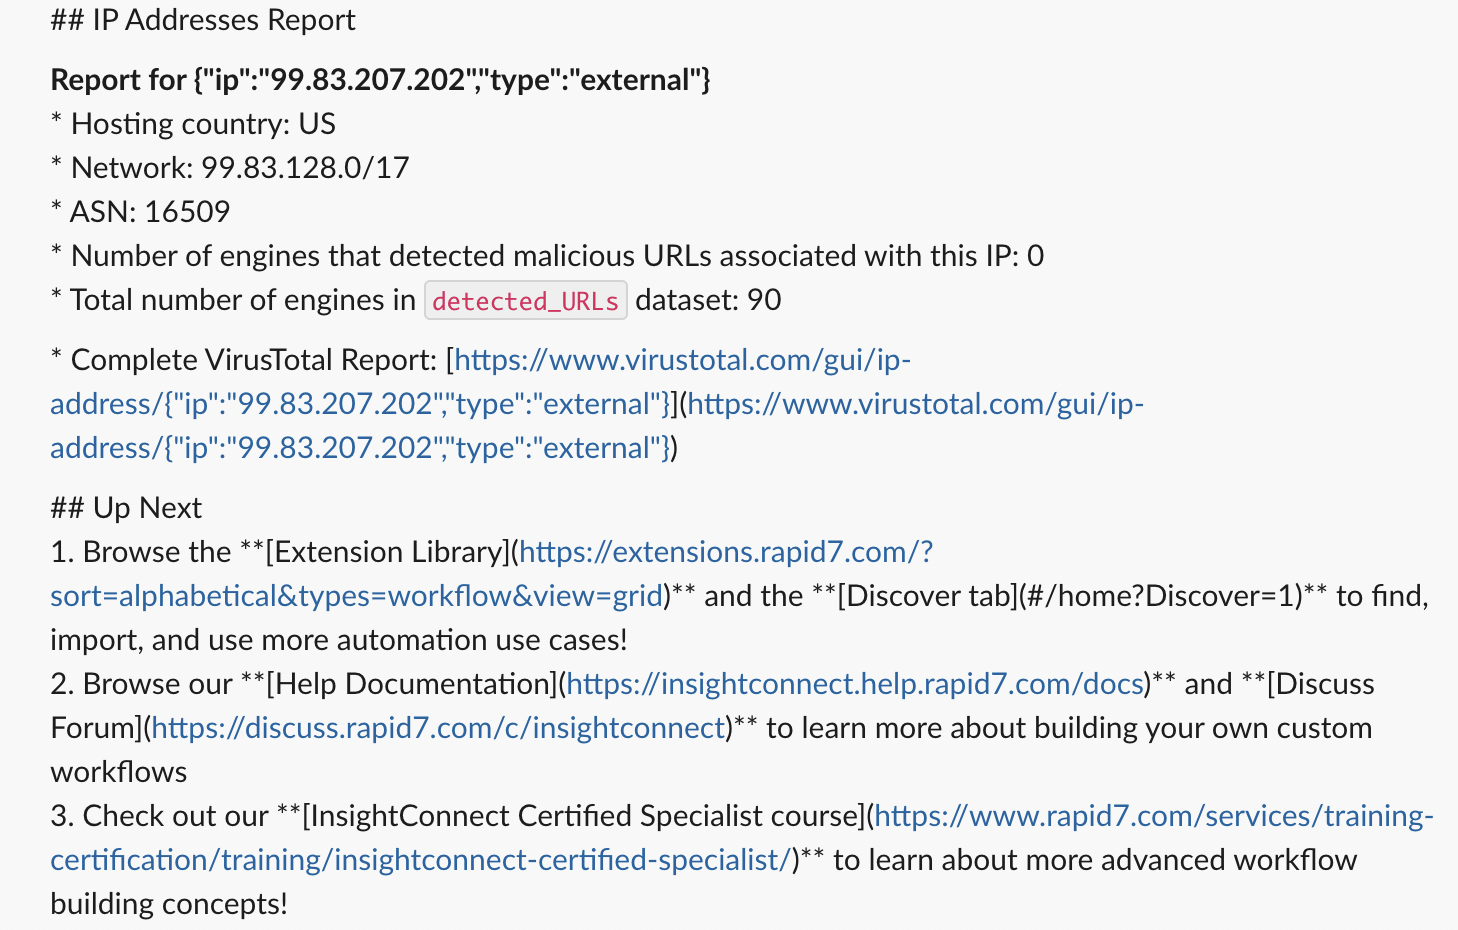 ## IP Addresses Report
Report for {"ip":"99.83.207.202","type":"external"}
* Hosting country: US
* Network: 99.83.128.0/17
* ASN: 16509
* Number of engines that detected malicious URLs associated with this IP: 0
* Total number of engines in detected_URLs dataset: 90
* Complete VirusTotal Report: [https://www.virustotal.com/gui/ip-
address/{"ip":"99.83.207.202","type":"external"}](https://www.virustotal.com/gui/ip-
address/{"ip":"99.83.207.202","type":"external"})
## Up Next
1. Browse the **[Extension Library](https://extensions.rapid7.com/?
sort=alphabetical&types=workflow&view=grid)** and the **[Discover tab](#/home?Discover=1)** to find,
import, and use more automation use cases!
2. Browse our **[Help Documentation](https://insightconnect.help.rapid7.com/docs)** and **[Discuss
Forum](https://discuss.rapid7.com/c/insightconnect)** to learn more about building your own custom
workflows
3. Check out our **[InsightConnect Certified Specialist course](https://www.rapid7.com/services/training-
certification/training/insightconnect-certified-specialist/)** to learn about more advanced workflow
building concepts!